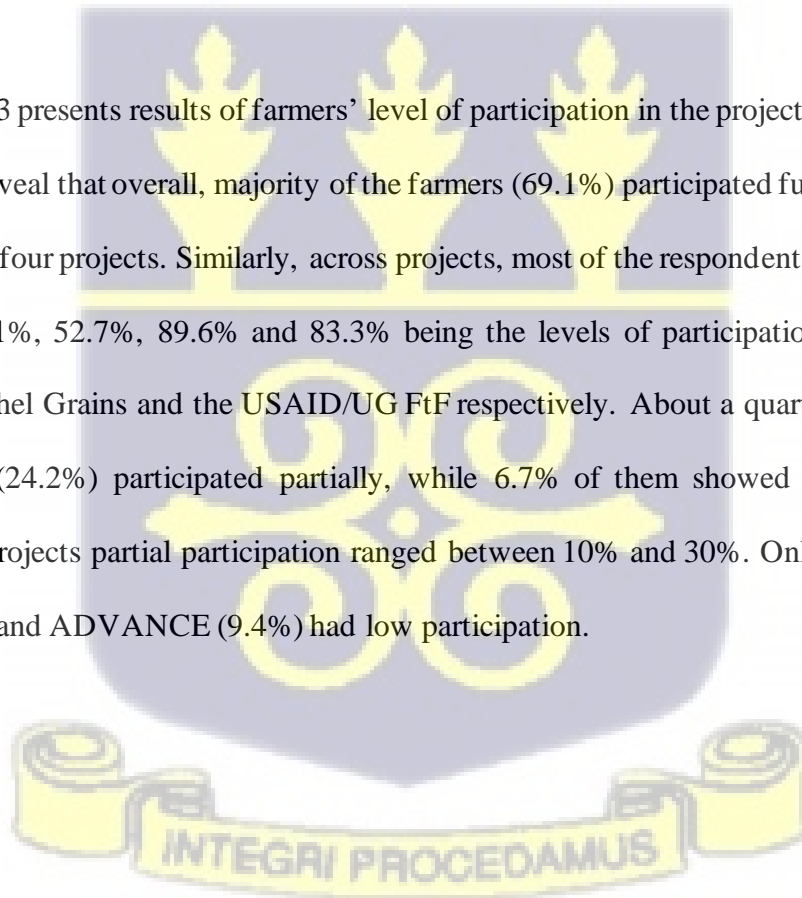 3 presents results of farmers’ level of participation in the project
veal that overall, majority of the farmers (69.1%) participated fu
four projects. Similarly, across projects, most of the respondent
1%, 52.7%, 89.6% and 83.3% being the levels of participatio
hel Grains and the USAID/UG FtF respectively. About a quart
(24.2%) participated partially, while 6.7% of them showed
rojects partial participation ranged between 10% and 30%. Onl
and ADVANCE (9.4%) had low participation.
INTEGRI PROCEDAMUS